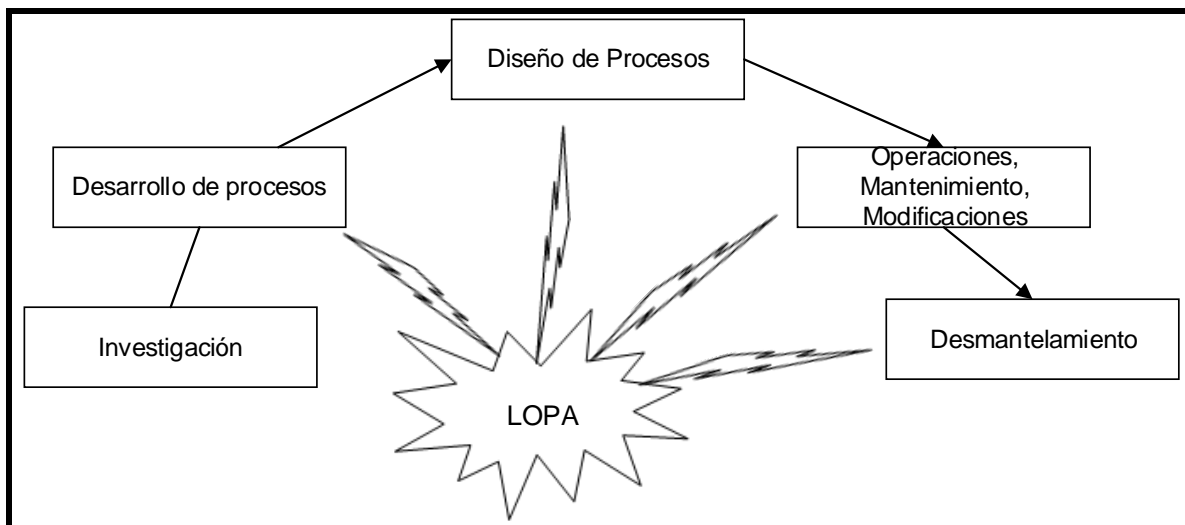 Diseño de Procesos
Desarrollo de procesos
Operaciones,
Mantenimiento,
Modificaciones
Investigación
Desmantelamiento
LOPA